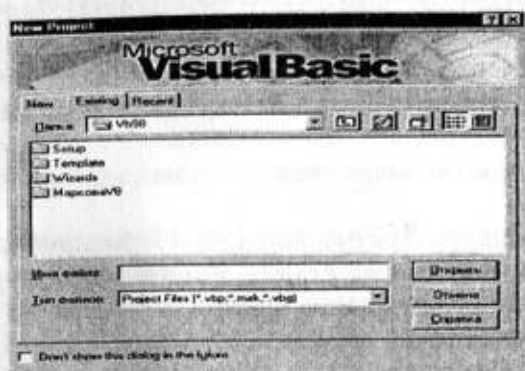 New Project
Microsoft
Visual Basic
New Existing Recent
Папка: Vb98
Setup
Template
Wizards
МарковаVB
Имя файла:
Открыть
Тип файлов: Project Files (*.vbp;*.mak;*.vbg)
Отмена
Справка
Don't show this dialog in the future